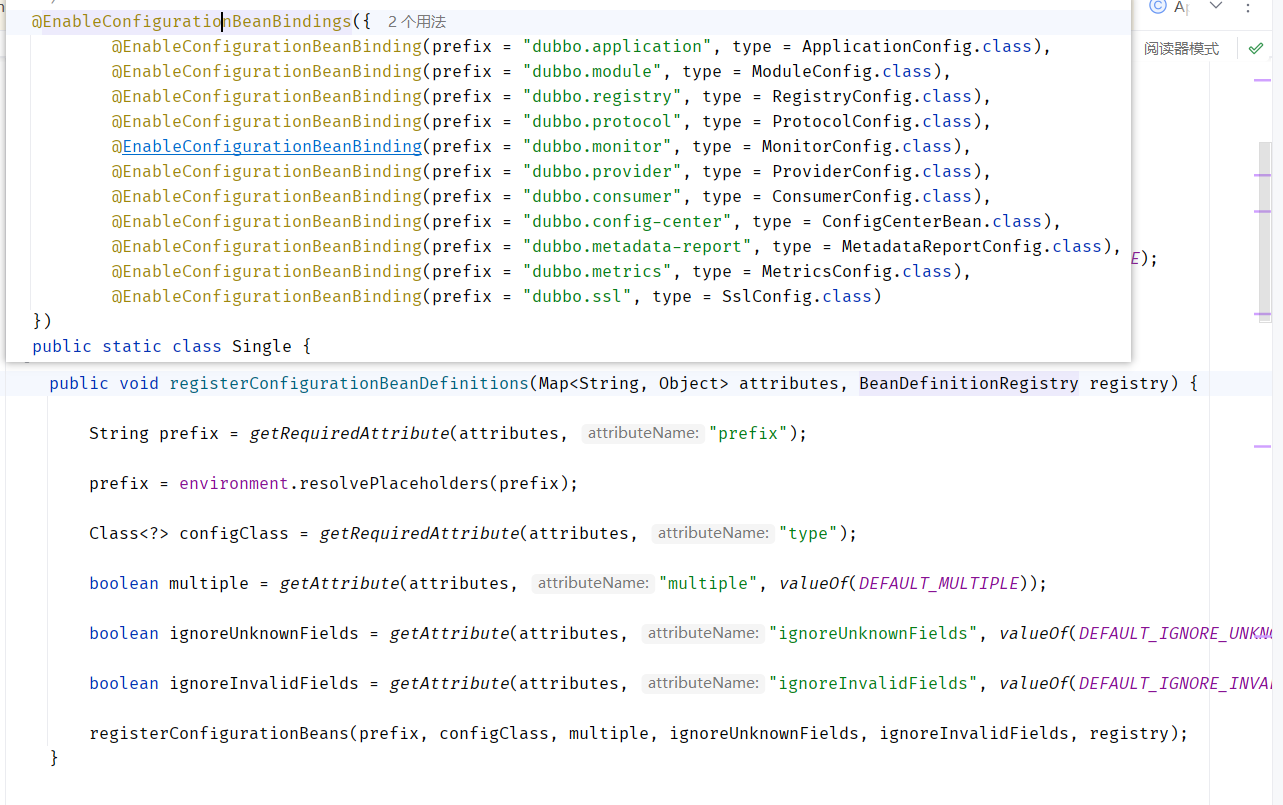 @EnableConfigurationBeanBindings({ 2 个用法
@EnableConfigurationBeanBinding(prefix = "dubbo.application", type = ApplicationConfig.class),
@EnableConfigurationBeanBinding(prefix = "dubbo.module", type = ModuleConfig.class),
@EnableConfigurationBeanBinding(prefix = "dubbo.registry", type = RegistryConfig.class),
@EnableConfigurationBeanBinding(prefix = "dubbo.protocol", type = ProtocolConfig.class),
@EnableConfigurationBeanBinding(prefix = "dubbo.monitor", type = MonitorConfig.class),
@EnableConfigurationBeanBinding(prefix = "dubbo.provider", type = ProviderConfig.class),
@EnableConfigurationBeanBinding(prefix = "dubbo.consumer", type = ConsumerConfig.class),
@EnableConfigurationBeanBinding(prefix = "dubbo.config-center", type = ConfigCenterBean.class),
@EnableConfigurationBeanBinding(prefix = "dubbo.metadata-report", type = MetadataReportConfig.class),
@EnableConfigurationBeanBinding(prefix = "dubbo.metrics", type = MetricsConfig.class),
@EnableConfigurationBeanBinding(prefix = "dubbo.ssl", type = SslConfig.class)
})
public static class Single {
阅读器模式
E);
public void registerConfigurationBeanDefinitions(Map<String, Object> attributes, BeanDefinitionRegistry registry) {
String prefix = getRequiredAttribute(attributes, attributeName: "prefix");
prefix = environment.resolvePlaceholders(prefix);
Class<?> configClass = getRequiredAttribute(attributes, attributeName: "type");
boolean multiple = getAttribute(attributes, attributeName: "multiple", valueOf(DEFAULT_MULTIPLE));
boolean ignoreUnknownFields = getAttribute(attributes, attributeName: "ignoreUnknownFields", valueOf(DEFAULT_IGNORE_UNKNO
boolean ignoreInvalidFields = getAttribute(attributes, attributeName: "ignoreInvalidFields", valueOf(DEFAULT_IGNORE_INVA
registerConfigurationBeans(prefix, configClass, multiple, ignoreUnknownFields, ignoreInvalidFields, registry);
}